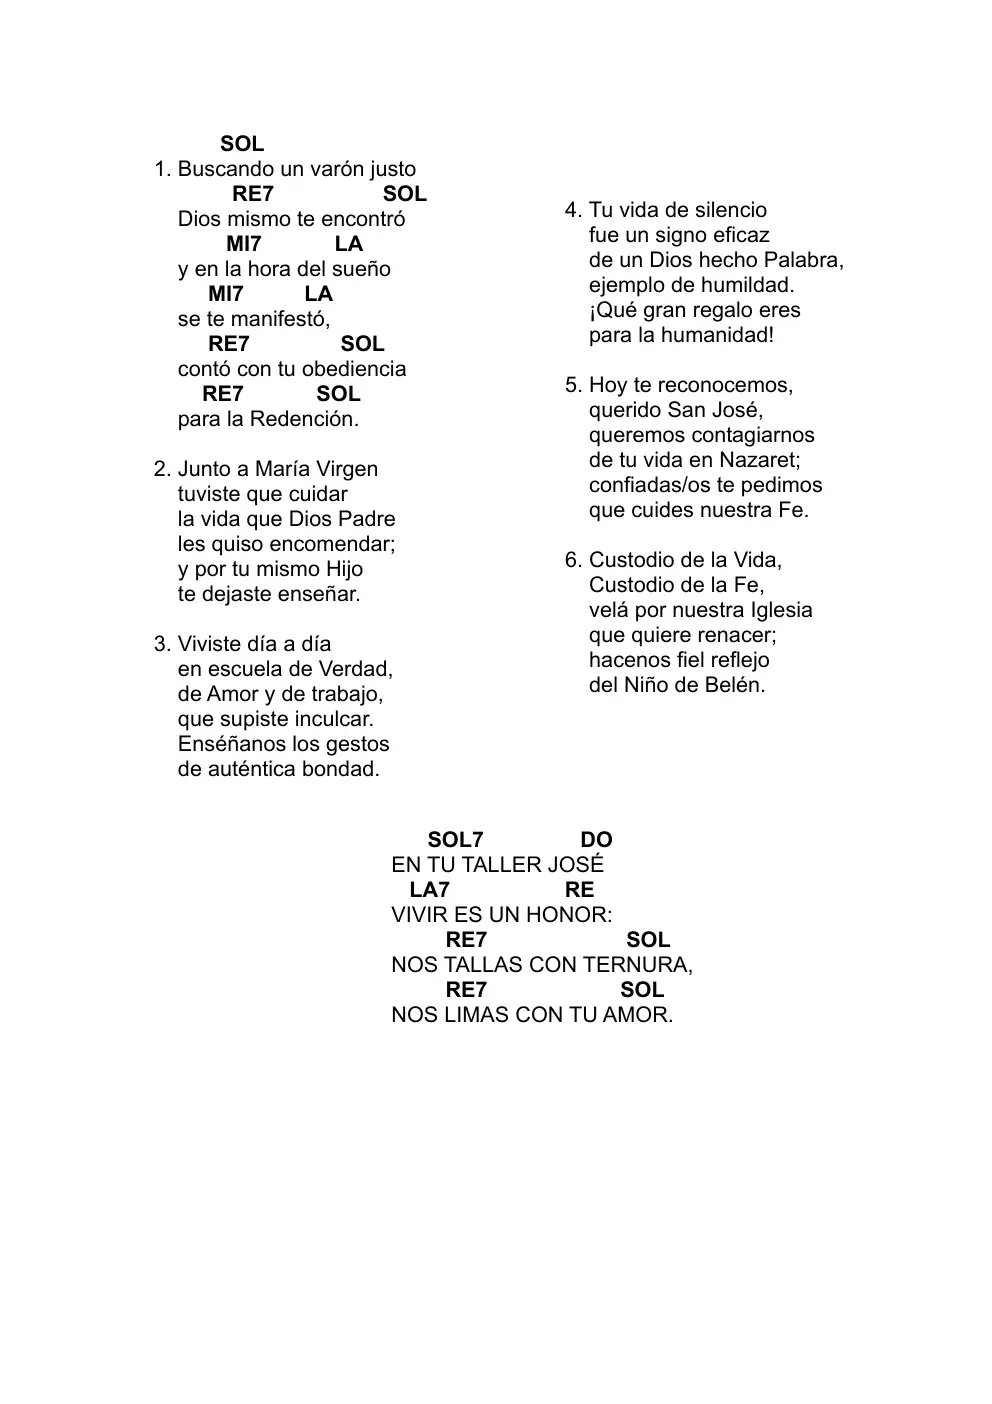 SOL
1. Buscando un varón justo
RE7 SOL
Dios mismo te encontró
MI7 LA
y en la hora del sueño
MI7 LA
se te manifestó,
RE7 SOL
contó con tu obediencia
RE7 SOL
para la Redención.
2. Junto a María Virgen
tuviste que cuidar
la vida que Dios Padre
les quiso encomendar;
y por tu mismo Hijo
te dejaste enseñar.
3. Viviste día a día
en escuela de Verdad,
de Amor y de trabajo,
que supiste inculcar.
Enséñanos los gestos
de auténtica bondad.
4. Tu vida de silencio
fue un signo eficaz
de un Dios hecho Palabra,
ejemplo de humildad.
¡Qué gran regalo eres
para la humanidad!
5. Hoy te reconocemos,
querido San José,
queremos contagiarnos
de tu vida en Nazaret;
confiadas/os te pedimos
que cuides nuestra Fe.
6. Custodio de la Vida,
Custodio de la Fe,
velá por nuestra Iglesia
que quiere renacer;
hacenos fiel reflejo
del Niño de Belén.
SOL7 DO
EN TU TALLER JOSÉ
LA7 RE
VIVIR ES UN HONOR:
RE7 SOL
NOS TALLAS CON TERNURA,
RE7 SOL
NOS LIMAS CON TU AMOR.